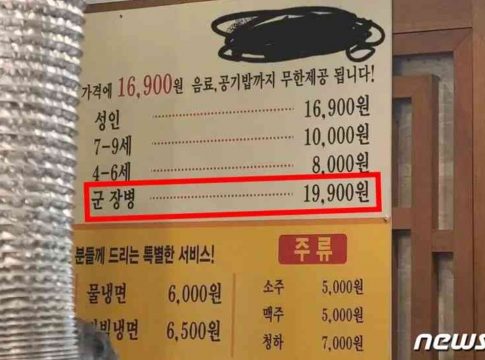 가격에 16,900원 음료,공기밥까지 무한제공 됩니다!
성인 16,900원
7-9세 10,000원
4-6세 8,000원
군 장병 19,900원
분들께 드리는 특별한 서비스!
물냉면 6,000원
비빔냉면 6,500원
주류
소주 5,000원
맥주 5,000원
청하 7,000원
news